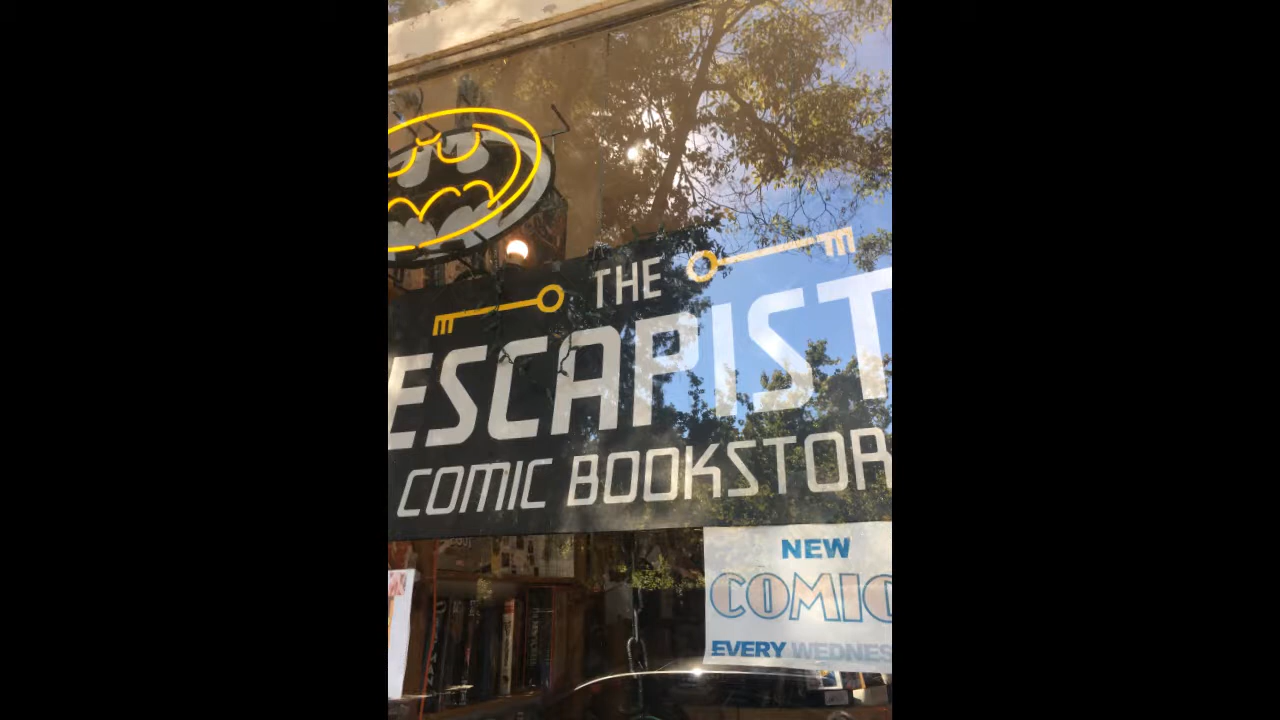 THE
ESCAPIST
COMIC BOOKSTOR
NEW
COMIC
EVERY WEDNES